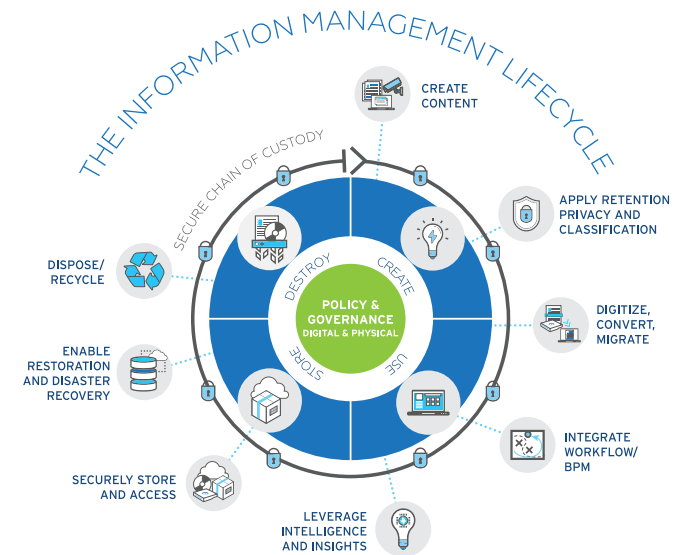 THE INFORMATION MANAGEMENT LIFECYCLE
SECURE CHAIN OF CUSTODY
CREATE
CONTENT
APPLY RETENTION
PRIVACY AND
CLASSIFICATION
DIGITIZE,
CONVERT,
MIGRATE
INTEGRATE
WORKFLOW/
BPM
LEVERAGE
INTELLIGENCE
AND INSIGHTS
SECURELY STORE
AND ACCESS
ENABLE
RESTORATION
AND DISASTER
RECOVERY
DISPOSE/
RECYCLE
DESTROY
CREATE
USE
STORE
POLICY &
GOVERNANCE
DIGITAL & PHYSICAL